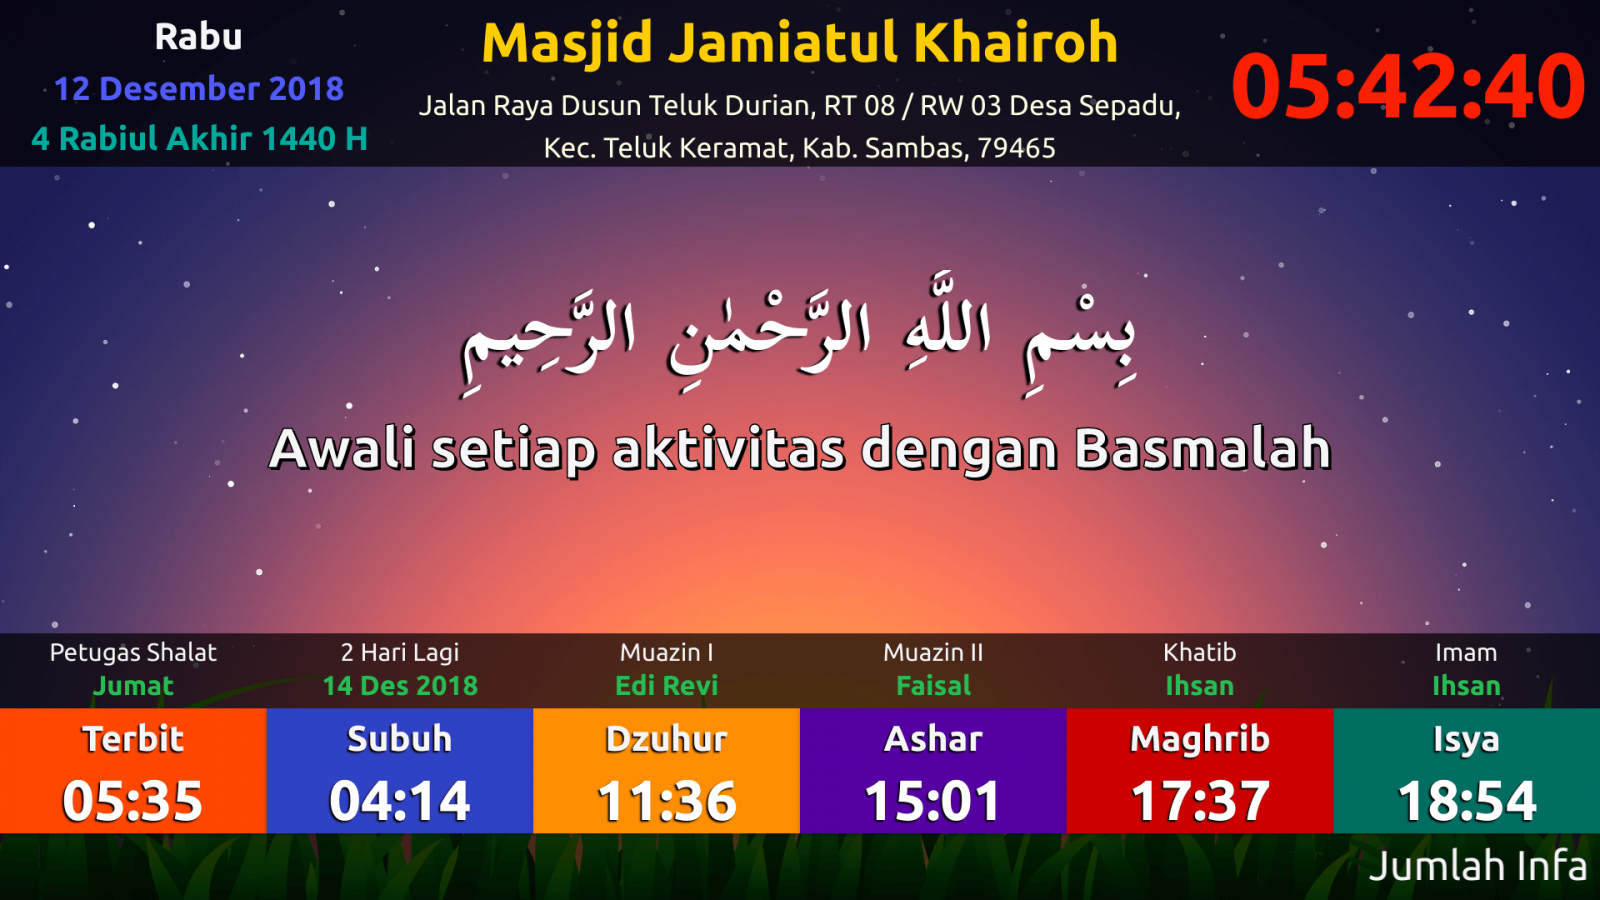 Rabu
12 Desember 2018
4 Rabiul Akhir 1440 H
Masjid Jamiatul Khairoh
Jalan Raya Dusun Teluk Durian, RT 08 / RW 03 Desa Sepadu,
Kec. Teluk Keramat, Kab. Sambas, 79465
05:42:40
بِسْمِ اللَّهِ الرَّحْمٰنِ الرَّحِيمِ
Awali setiap aktivitas dengan Basmalah
Petugas Shalat
Jumat
2 Hari Lagi
14 Des 2018
Muazin I
Edi Revi
Muazin II
Faisal
Khatib
Ihsan
Imam
Ihsan
Terbit
05:35
Subuh
04:14
Dzuhur
11:36
Ashar
15:01
Maghrib
17:37
Isya
18:54
Jumlah Infa